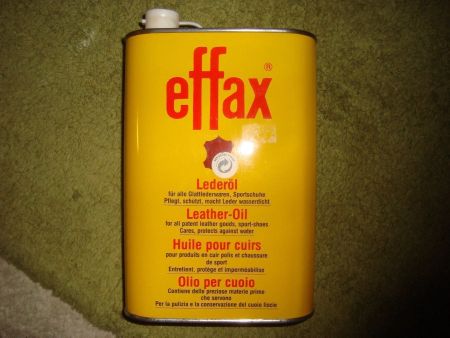 effax®
Lederöl
für alle Glattlederwaren, Sportschuhe
Pflegt, schützt, macht Leder wasserdicht
Leather-Oil
for all patent leather goods, sport-shoes
Cares, protects against water
Huile pour cuirs
pour produits en cuir polis et chaussure
de sport
Entretient, protège et imperméabilise
Olio per cuoio
Contiene delle preziose materie prime
che servono
Per la pulizia e la conservazione del cuoio liscio